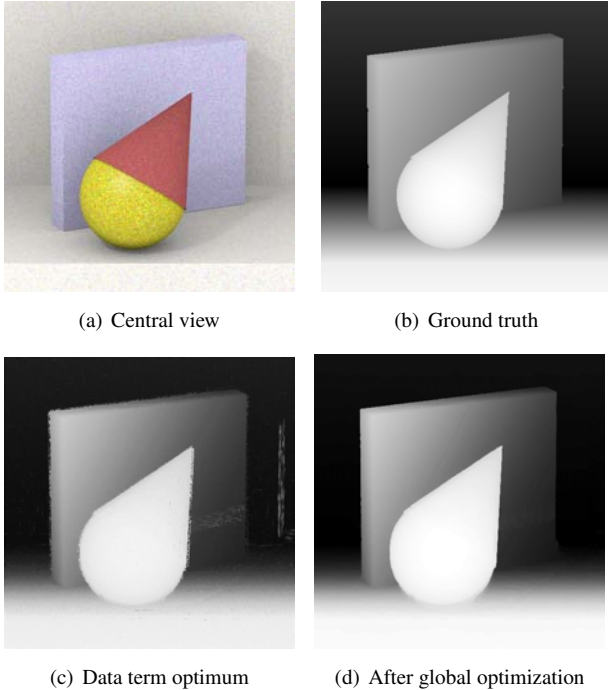 (a) Central view
(b) Ground truth
(c) Data term optimum
(d) After global optimization